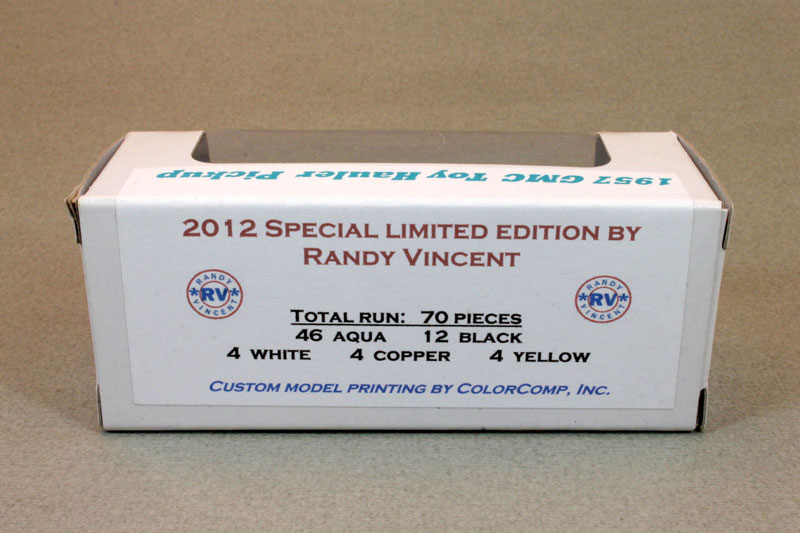 1957 GMC Toy Hauler Pickup
2012 SPECIAL LIMITED EDITION BY
RANDY VINCENT
RANDY
*RV*
VINCENT
RANDY
*RV*
VINCENT
TOTAL RUN: 70 PIECES
46 AQUA 12 BLACK
4 WHITE 4 COPPER 4 YELLOW
CUSTOM MODEL PRINTING BY COLORCOMP, INC.